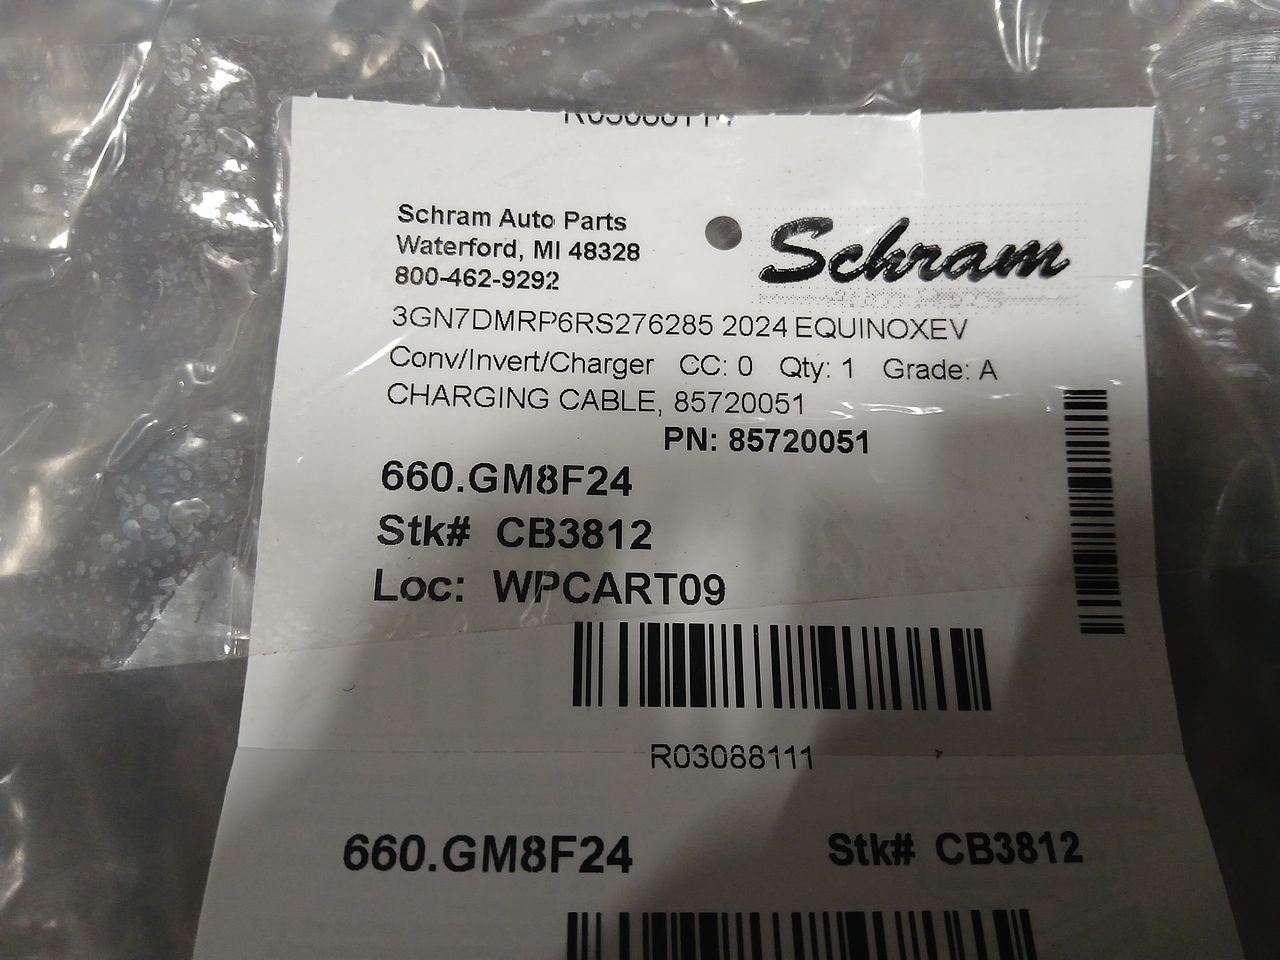 Schram Auto Parts
Waterford, MI 48328
800-462-9292
Schram
3GN7DMRP6RS276285 2024 EQUINOXEV
Conv/Invert/Charger CC: 0 Qty: 1 Grade: A
CHARGING CABLE, 85720051
PN: 85720051
660.GM8F24
Stk# CB3812
Loc: WPCART09
R03088111
660.GM8F24 Stk# CB3812